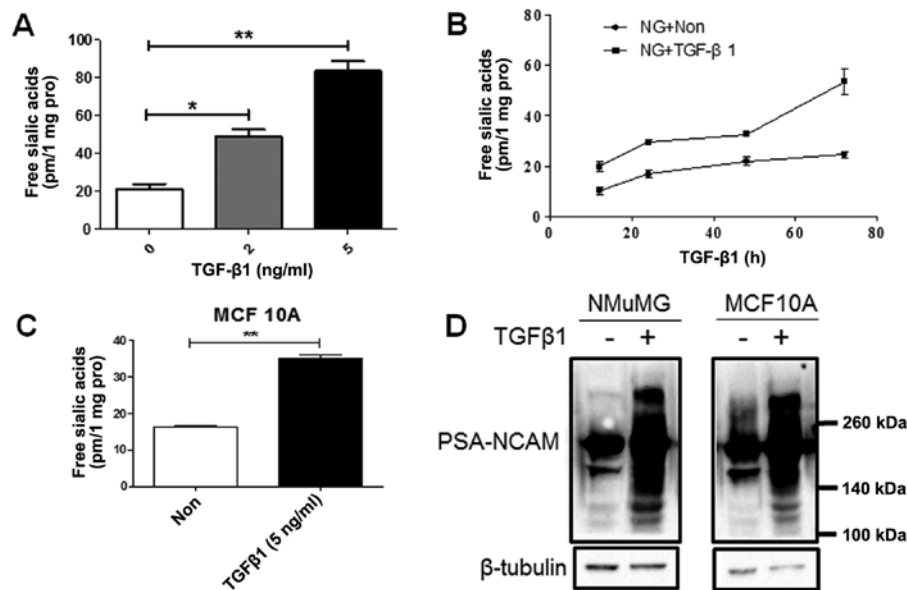 A
**
*
Free sialic acids
(pm/1 mg pro)
100
80
60
40
20
0
0
2
5
TGF-β1 (ng/ml)
B
NG+Non
NG+TGF-β 1
Free sialic acids
(pm/1 mg pro)
80
60
40
20
0
0
20
40
60
80
TGF-β1 (h)
C
MCF 10A
**
Free sialic acids
(pm/1 mg pro)
40
30
20
10
0
Non
TGFβ1 (5 ng/ml)
D
NMuMG
MCF10A
TGFβ1
- +
- +
PSA-NCAM
260 kDa
140 kDa
100 kDa
β-tubulin